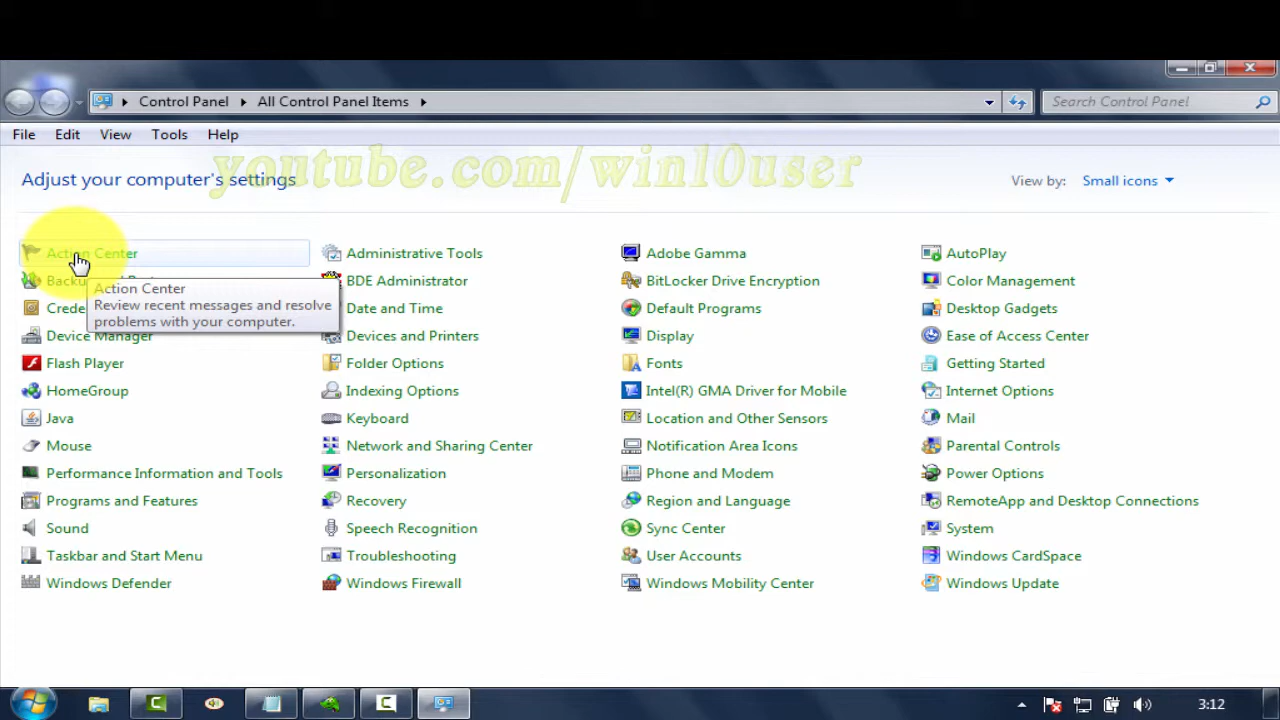 Control Panel All Control Panel Items
Search Control Panel
File Edit View Tools Help
youtube.com/win10user
Adjust your computer's settings
View by: Small icons
Action Center
Administrative Tools
Adobe Gamma
AutoPlay
BDE Administrator
BitLocker Drive Encryption
Color Management
Action Center
Review recent messages and resolve
problems with your computer.
Date and Time
Default Programs
Desktop Gadgets
Device Manager
Devices and Printers
Display
Ease of Access Center
Flash Player
Folder Options
Fonts
Getting Started
HomeGroup
Indexing Options
Intel(R) GMA Driver for Mobile
Internet Options
Java
Keyboard
Location and Other Sensors
Mail
Mouse
Network and Sharing Center
Notification Area Icons
Parental Controls
Performance Information and Tools
Personalization
Phone and Modem
Power Options
Programs and Features
Recovery
Region and Language
RemoteApp and Desktop Connections
Sound
Speech Recognition
Sync Center
System
Taskbar and Start Menu
Troubleshooting
User Accounts
Windows CardSpace
Windows Defender
Windows Firewall
Windows Mobility Center
Windows Update
3:12